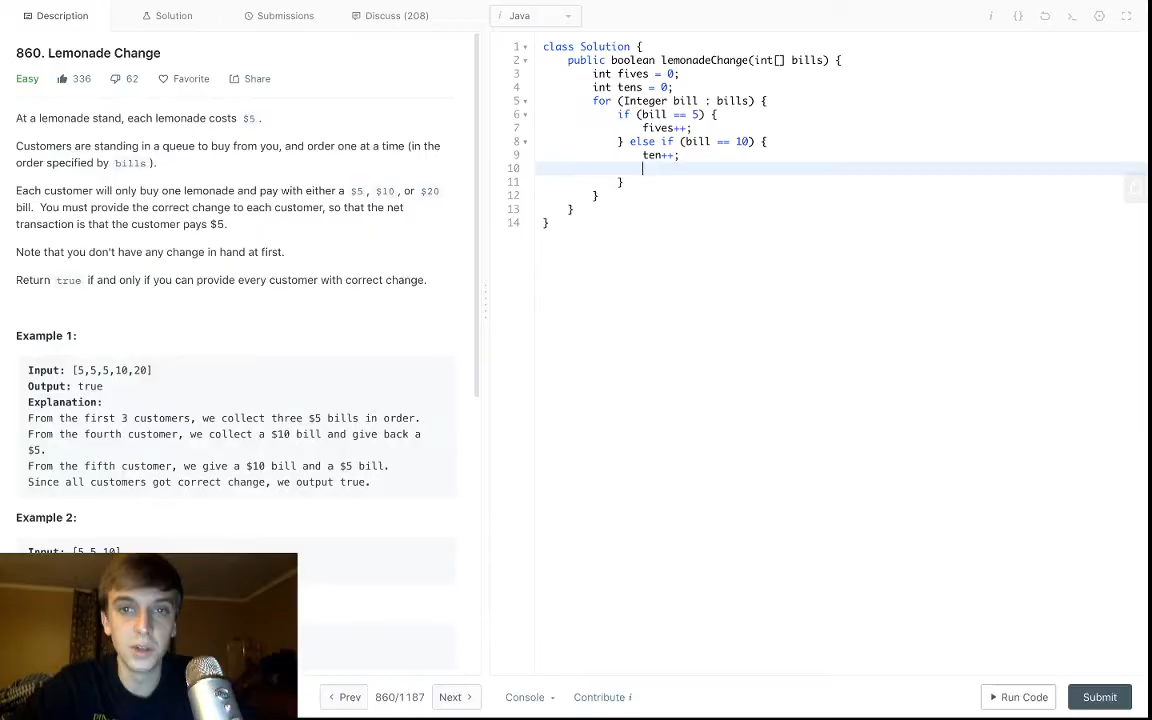 Description
Solution
Submissions
Discuss (208)
i Java
860. Lemonade Change
Easy 336 62 Favorite Share
At a lemonade stand, each lemonade costs $5 .
Customers are standing in a queue to buy from you, and order one at a time (in the
order specified by bills ).
Each customer will only buy one lemonade and pay with either a $5 , $10 , or $20
bill. You must provide the correct change to each customer, so that the net
transaction is that the customer pays $5.
Note that you don't have any change in hand at first.
Return true if and only if you can provide every customer with correct change.
Example 1:
Input: [5,5,5,10,20]
Output: true
Explanation:
From the first 3 customers, we collect three $5 bills in order.
From the fourth customer, we collect a $10 bill and give back a
$5.
From the fifth customer, we give a $10 bill and a $5 bill.
Since all customers got correct change, we output true.
Example 2:
Input: [5,5,10]
Prev 860/1187 Next
1 class Solution {
2 public boolean lemonadeChange(int[] bills) {
3 int fives = 0;
4 int tens = 0;
5 for (Integer bill : bills) {
6 if (bill == 5) {
7 fives++;
8 } else if (bill == 10) {
9 ten++;
10
11 }
12 }
13 }
14 }
Console Contribute i
Run Code Submit